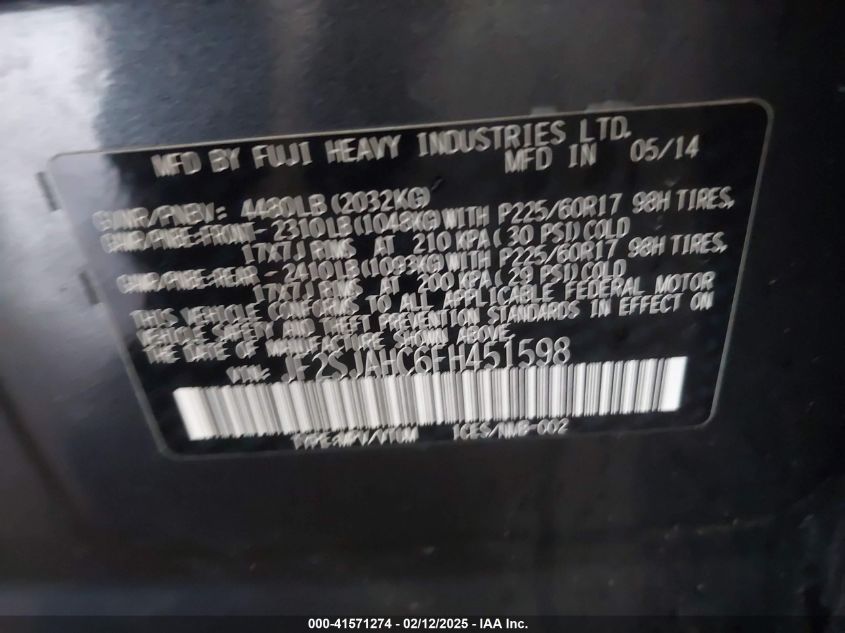 MFD BY FUJI HEAVY INDUSTRIES LTD.
MFD IN 05/14
GVWR/PNBV: 4480LB(2032KG)
GAWR/PNBE-FRONT- 2310LB(1048KG)WITH P225/60R17 98H TIRES,
17X7J RIMS AT 210 KPA( 30 PSI)COLD
GAWR/PNBE-REAR - 2410LB(1093KG)WITH P225/60R17 98H TIRES,
17X7J RIMS AT 200 KPA( 29 PSI)COLD
THIS VEHICLE CONFORMS TO ALL APPLICABLE FEDERAL MOTOR
VEHICLE SAFETY AND THEFT PREVENTION STANDARDS IN EFFECT ON
THE DATE OF MANUFACTURE SHOWN ABOVE.
VIN: JF2SJAHC6FH451598
TYPE:MPV/VTUM ICES/NMB-002
000-41571274 - 02/12/2025 - IAA Inc.